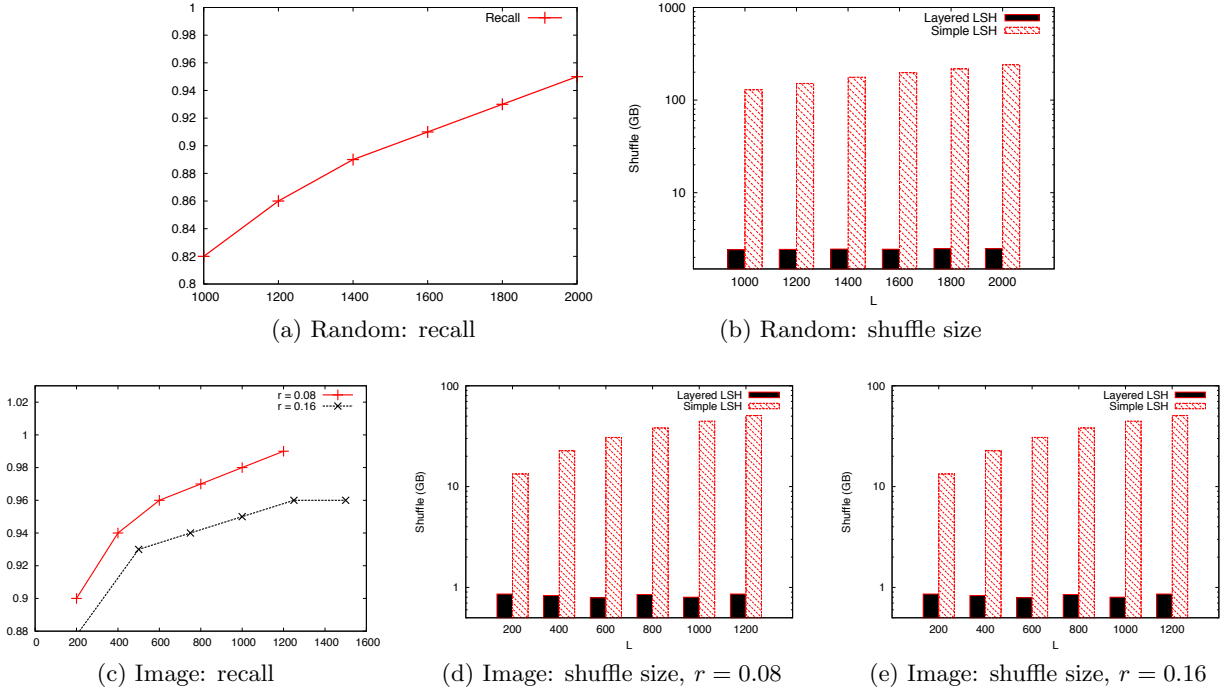 Recall
1
0.98
0.96
0.94
0.92
0.9
0.88
0.86
0.84
0.82
0.8
1000 1200 1400 1600 1800 2000
(a) Random: recall
Layered LSH
Simple LSH
Shuffle (GB)
1000
100
10
1000 1200 1400 1600 1800 2000
L
(b) Random: shuffle size
r = 0.08
r = 0.16
1.02
1
0.98
0.96
0.94
0.92
0.9
0.88
0 200 400 600 800 1000 1200 1400 1600
(c) Image: recall
Layered LSH
Simple LSH
Shuffle (GB)
100
10
1
200 400 600 800 1000 1200
L
(d) Image: shuffle size, r = 0.08
Layered LSH
Simple LSH
Shuffle (GB)
100
10
1
200 400 600 800 1000 1200
L
(e) Image: shuffle size, r = 0.16